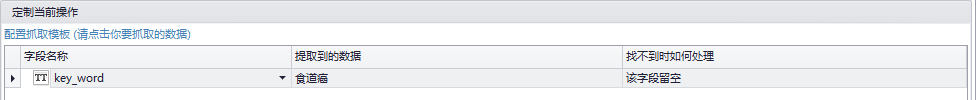 定制当前操作
配置抓取模板 (请点击你要抓取的数据)
字段名称 提取到的数据 找不到时如何处理
TT key_word 食道癌 该字段留空